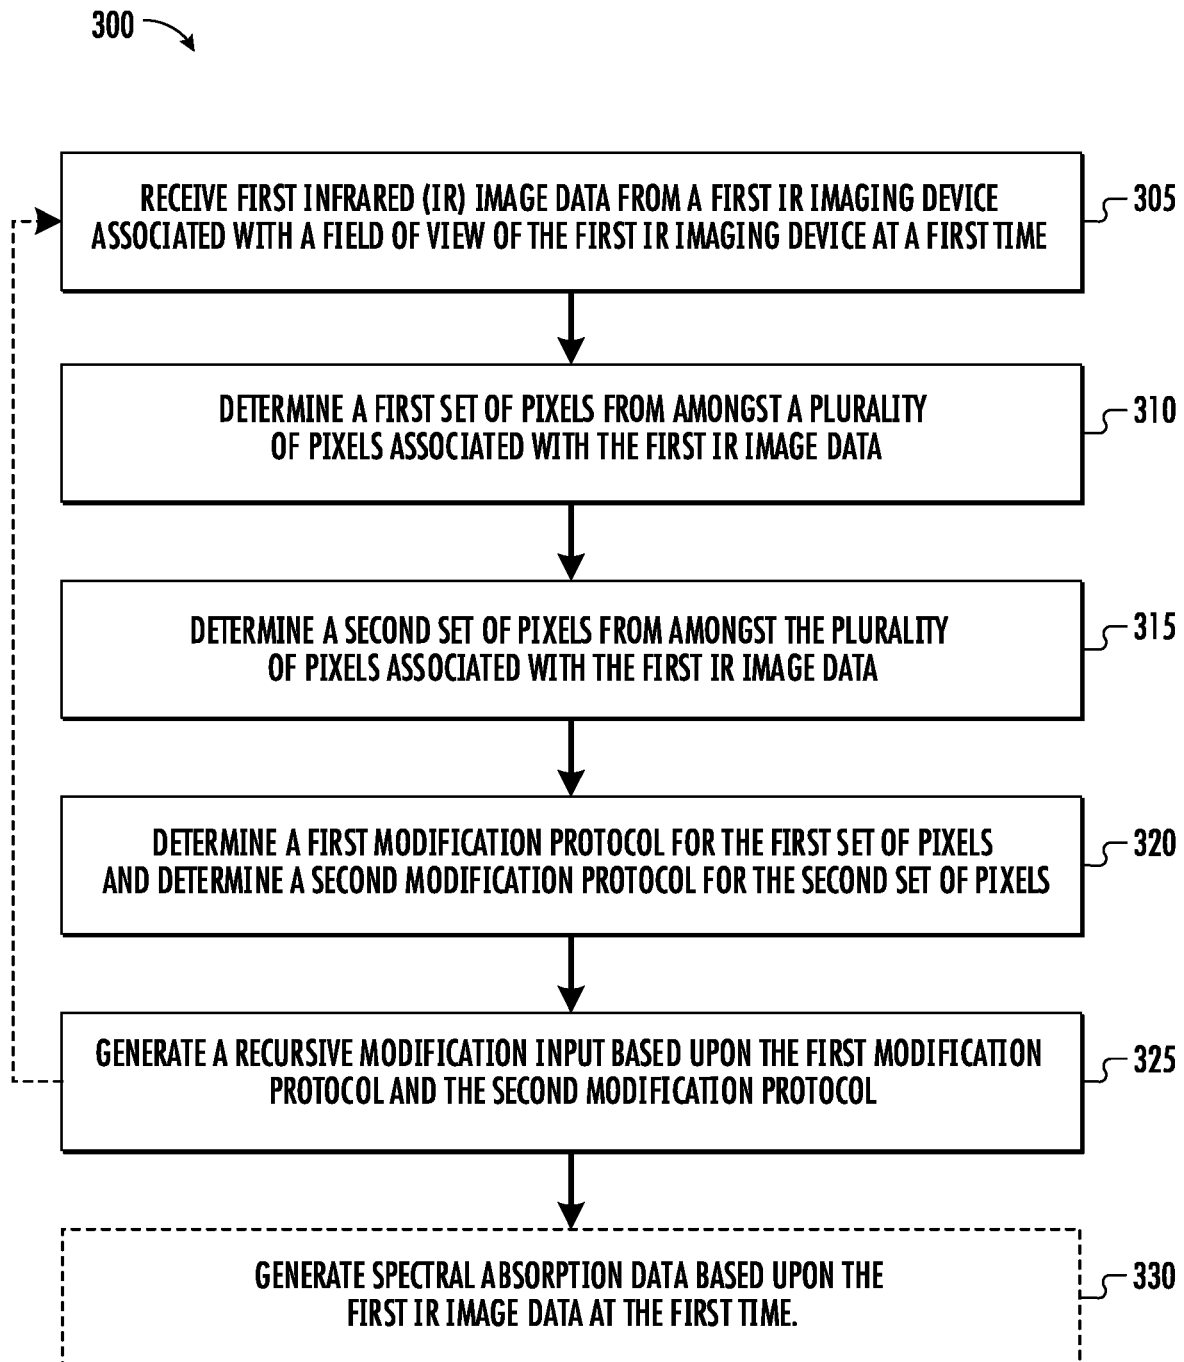 300
RECEIVE FIRST INFRARED (IR) IMAGE DATA FROM A FIRST IR IMAGING DEVICE
ASSOCIATED WITH A FIELD OF VIEW OF THE FIRST IR IMAGING DEVICE AT A FIRST TIME
305
DETERMINE A FIRST SET OF PIXELS FROM AMONGST A PLURALITY
OF PIXELS ASSOCIATED WITH THE FIRST IR IMAGE DATA
310
DETERMINE A SECOND SET OF PIXELS FROM AMONGST THE PLURALITY
OF PIXELS ASSOCIATED WITH THE FIRST IR IMAGE DATA
315
DETERMINE A FIRST MODIFICATION PROTOCOL FOR THE FIRST SET OF PIXELS
AND DETERMINE A SECOND MODIFICATION PROTOCOL FOR THE SECOND SET OF PIXELS
320
GENERATE A RECURSIVE MODIFICATION INPUT BASED UPON THE FIRST MODIFICATION
PROTOCOL AND THE SECOND MODIFICATION PROTOCOL
325
GENERATE SPECTRAL ABSORPTION DATA BASED UPON THE
FIRST IR IMAGE DATA AT THE FIRST TIME.
330